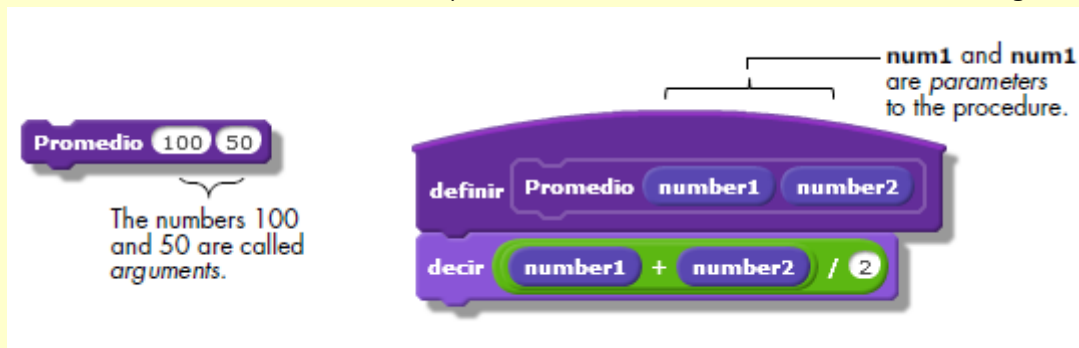 num1 and num1
are parameters
to the procedure.
Promedio 100 50
The numbers 100
and 50 are called
arguments.
definir Promedio number1 number2
decir number1 + number2 / 2